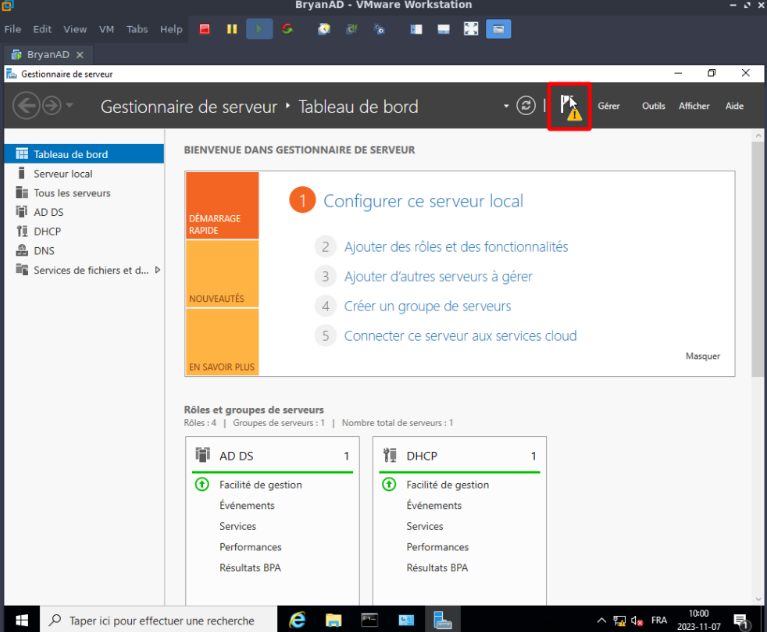 BryanAD - VMware Workstation
File Edit View VM Tabs Help
BryanAD
Gestionnaire de serveur
Gestionnaire de serveur • Tableau de bord
Gérer Outils Afficher Aide
Tableau de bord
Serveur local
Tous les serveurs
AD DS
DHCP
DNS
Services de fichiers et d...
BIENVENUE DANS GESTIONNAIRE DE SERVEUR
DÉMARRAGE
RAPIDE
NOUVEAUTÉS
EN SAVOIR PLUS
1 Configurer ce serveur local
2 Ajouter des rôles et des fonctionnalités
3 Ajouter d'autres serveurs à gérer
4 Créer un groupe de serveurs
5 Connecter ce serveur aux services cloud
Masquer
Rôles et groupes de serveurs
Rôles : 4 | Groupes de serveurs : 1 | Nombre total de serveurs : 1
AD DS 1
Facilité de gestion
Événements
Services
Performances
Résultats BPA
DHCP 1
Facilité de gestion
Événements
Services
Performances
Résultats BPA
Taper ici pour effectuer une recherche
FRA
10:00
2023-11-07
1